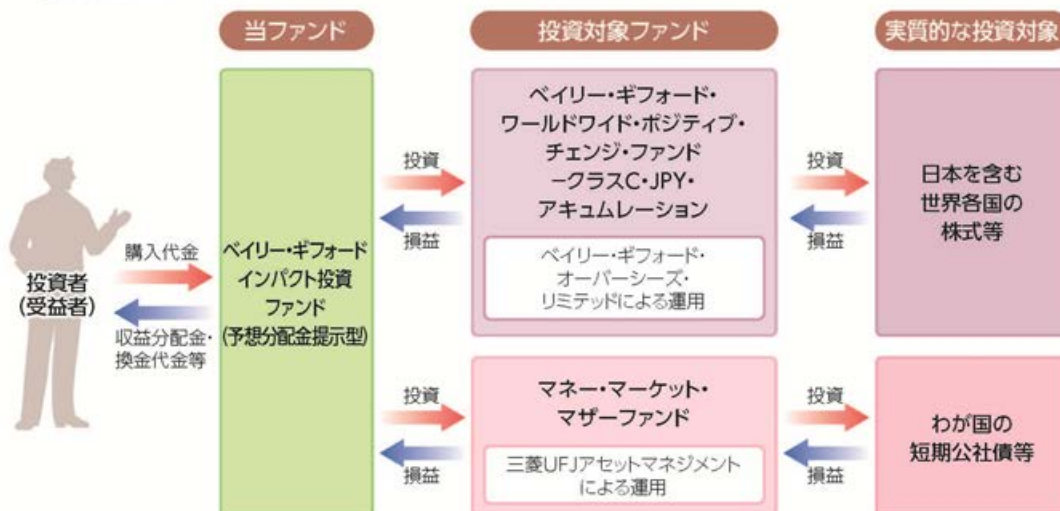 当ファンド
投資対象ファンド
実質的な投資対象
投資者
(受益者)
購入代金
収益分配金・
換金代金等
ベイリー・ギフォード
インパクト投資
ファンド
(予想分配金提示型)
投資
損益
ベイリー・ギフォード・
ワールドワイド・ポジティブ・
チェンジ・ファンド
－クラスC・JPY・
アキュムレーション
ベイリー・ギフォード・
オーバーシーズ・
リミテッドによる運用
投資
損益
日本を含む
世界各国の
株式等
投資
損益
マネー・マーケット・
マザーファンド
三菱UFJアセットマネジメント
による運用
投資
損益
わが国の
短期公社債等